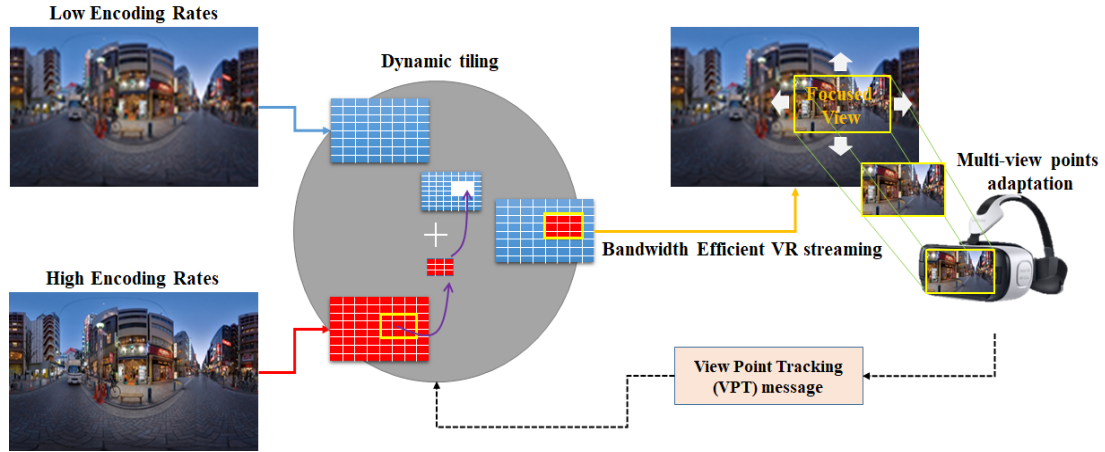 Low Encoding Rates
Dynamic tiling
Focused
View
Multi-view points
adaptation
Bandwidth Efficient VR streaming
High Encoding Rates
View Point Tracking
(VPT) message